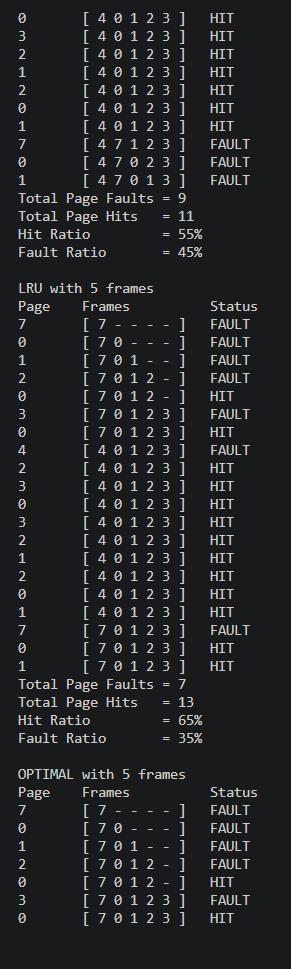 0       [ 4 0 1 2 3 ]   HIT
3       [ 4 0 1 2 3 ]   HIT
2       [ 4 0 1 2 3 ]   HIT
1       [ 4 0 1 2 3 ]   HIT
2       [ 4 0 1 2 3 ]   HIT
0       [ 4 0 1 2 3 ]   HIT
1       [ 4 0 1 2 3 ]   HIT
7       [ 4 7 1 2 3 ]   FAULT
0       [ 4 7 0 2 3 ]   FAULT
1       [ 4 7 0 1 3 ]   FAULT
Total Page Faults = 9
Total Page Hits   = 11
Hit Ratio         = 55%
Fault Ratio       = 45%

LRU with 5 frames
Page    Frames          Status
7       [ 7 - - - - ]   FAULT
0       [ 7 0 - - - ]   FAULT
1       [ 7 0 1 - - ]   FAULT
2       [ 7 0 1 2 - ]   FAULT
0       [ 7 0 1 2 - ]   HIT
3       [ 7 0 1 2 3 ]   FAULT
0       [ 7 0 1 2 3 ]   HIT
4       [ 4 0 1 2 3 ]   FAULT
2       [ 4 0 1 2 3 ]   HIT
3       [ 4 0 1 2 3 ]   HIT
0       [ 4 0 1 2 3 ]   HIT
3       [ 4 0 1 2 3 ]   HIT
2       [ 4 0 1 2 3 ]   HIT
1       [ 4 0 1 2 3 ]   HIT
2       [ 4 0 1 2 3 ]   HIT
0       [ 4 0 1 2 3 ]   HIT
1       [ 4 0 1 2 3 ]   HIT
7       [ 7 0 1 2 3 ]   FAULT
0       [ 7 0 1 2 3 ]   HIT
1       [ 7 0 1 2 3 ]   HIT
Total Page Faults = 7
Total Page Hits   = 13
Hit Ratio         = 65%
Fault Ratio       = 35%

OPTIMAL with 5 frames
Page    Frames          Status
7       [ 7 - - - - ]   FAULT
0       [ 7 0 - - - ]   FAULT
1       [ 7 0 1 - - ]   FAULT
2       [ 7 0 1 2 - ]   FAULT
0       [ 7 0 1 2 - ]   HIT
3       [ 7 0 1 2 3 ]   FAULT
0       [ 7 0 1 2 3 ]   HIT